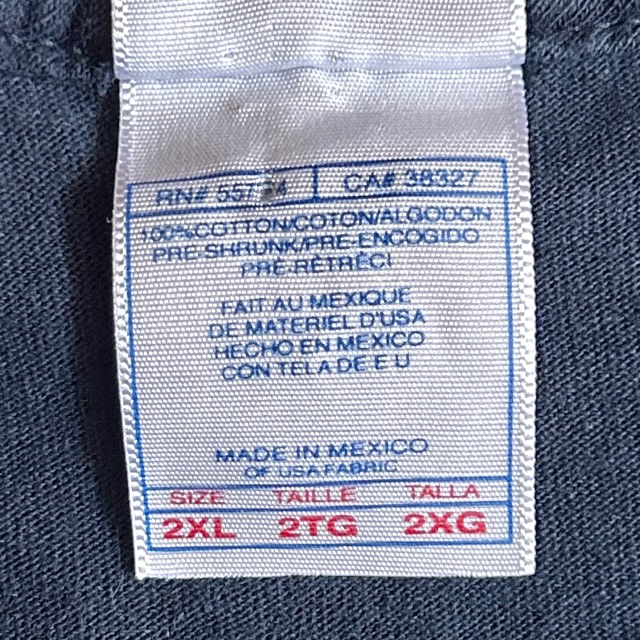 RN# CA# 38327
100%COTTON/COTON/ALGODON
PRE-SHRUNK/PRE-ENCOGIDO
PRÉ-RÉTRÉCI
FAIT AU MEXIQUE
DE MATERIEL D'USA
HECHO EN MEXICO
CON TELA DE E U
MADE IN MEXICO
OF USA FABRIC
SIZE TAILLE TALLA
2XL 2TG 2XG